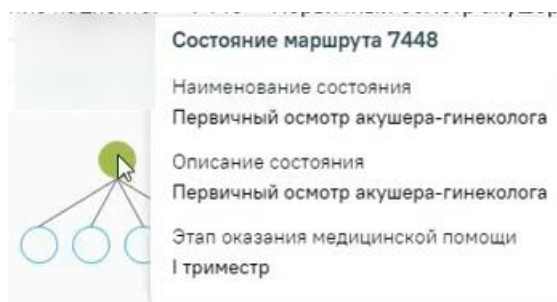 Состояние маршрута 7448
Наименование состояния
Первичный осмотр акушера-гинеколога
Описание состояния
Первичный осмотр акушера-гинеколога
Этап оказания медицинской помощи
I триместр